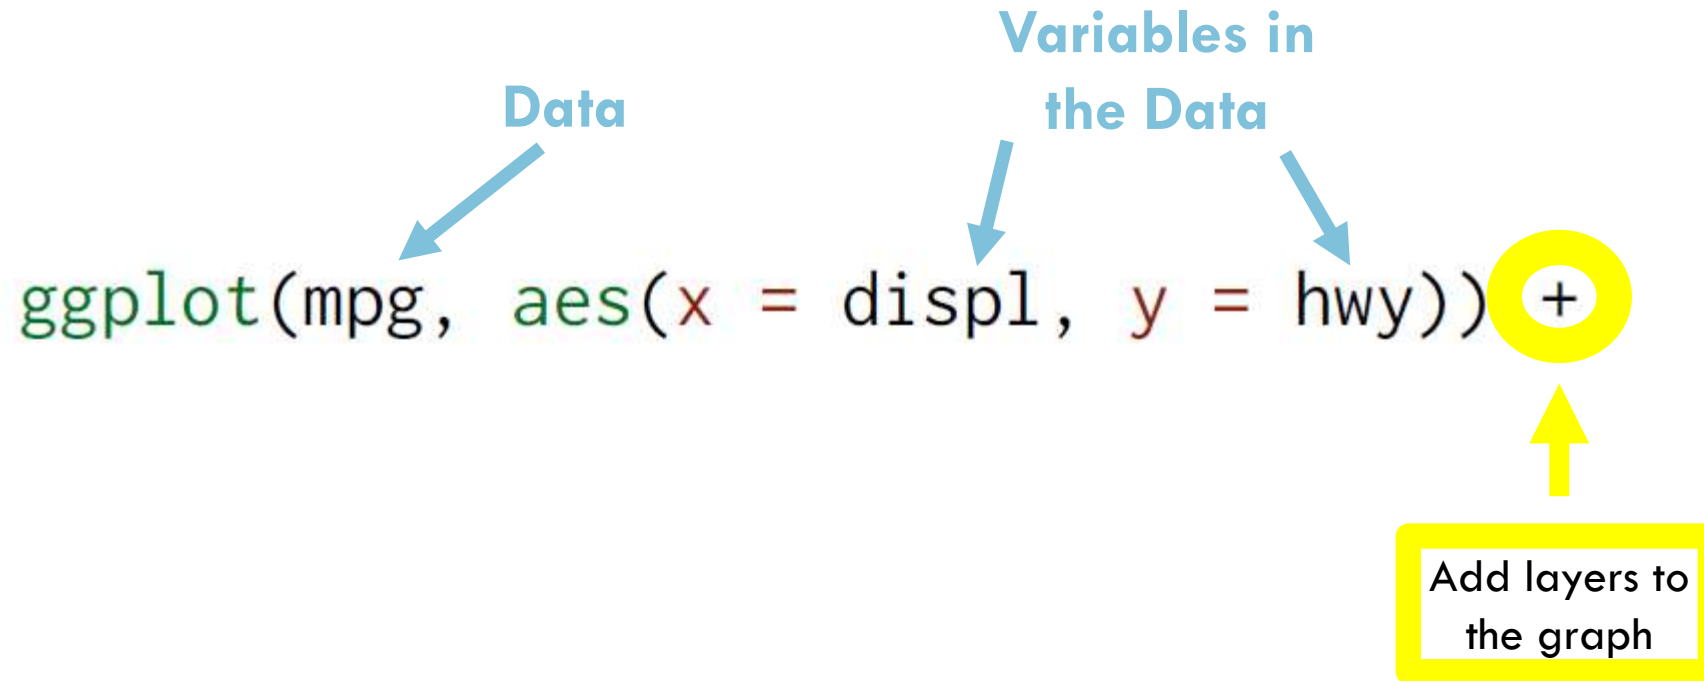 Variables in
the Data
Data
ggplot(mpg, aes(x = displ, y = hwy)) +
Add layers to
the graph